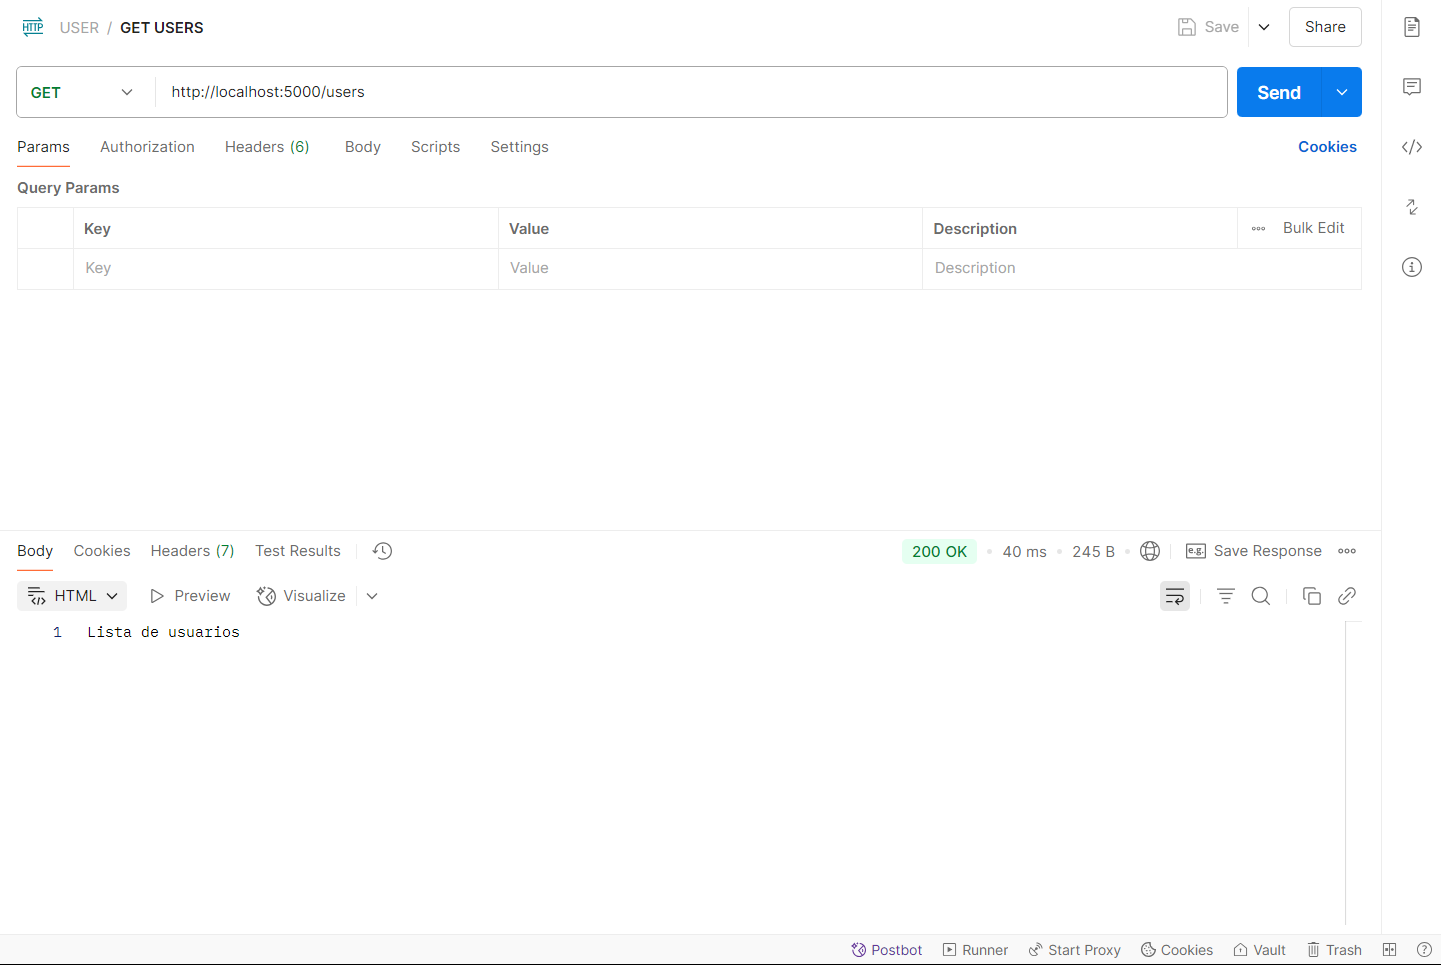 HTTP USER / GET USERS Save Share
GET http://localhost:5000/users Send
Params Authorization Headers (6) Body Scripts Settings Cookies
Query Params
Key Value Description Bulk Edit
Key Value Description
Body Cookies Headers (7) Test Results 200 OK 40 ms 245 B e.g. Save Response
HTML Preview Visualize
1 Lista de usuarios
Postbot Runner Start Proxy Cookies Vault Trash